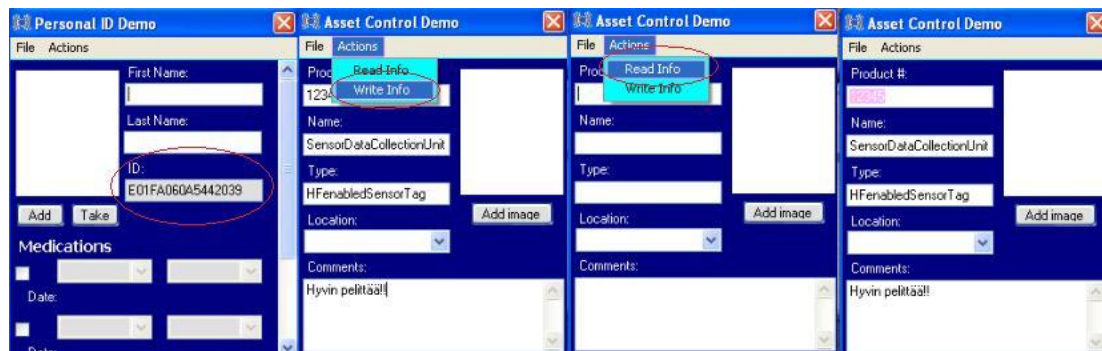 Personal ID Demo
File Actions
First Name:
Last Name:
ID:
E01FA060A5442039
Add Take
Medications
Date:
Asset Control Demo
File Actions
Read Info
Write Info
Name:
SensorDataCollectionUnit
Type:
HFenabledSensorTag
Location:
Add image
Comments:
Hyvin pelittää!!
Asset Control Demo
File Actions
Read Info
Write Info
Name:
Type:
Location:
Add image
Comments:
Asset Control Demo
File Actions
Product #:
12345
Name:
SensorDataCollectionUnit
Type:
HFenabledSensorTag
Location:
Add image
Comments:
Hyvin pelittää!!